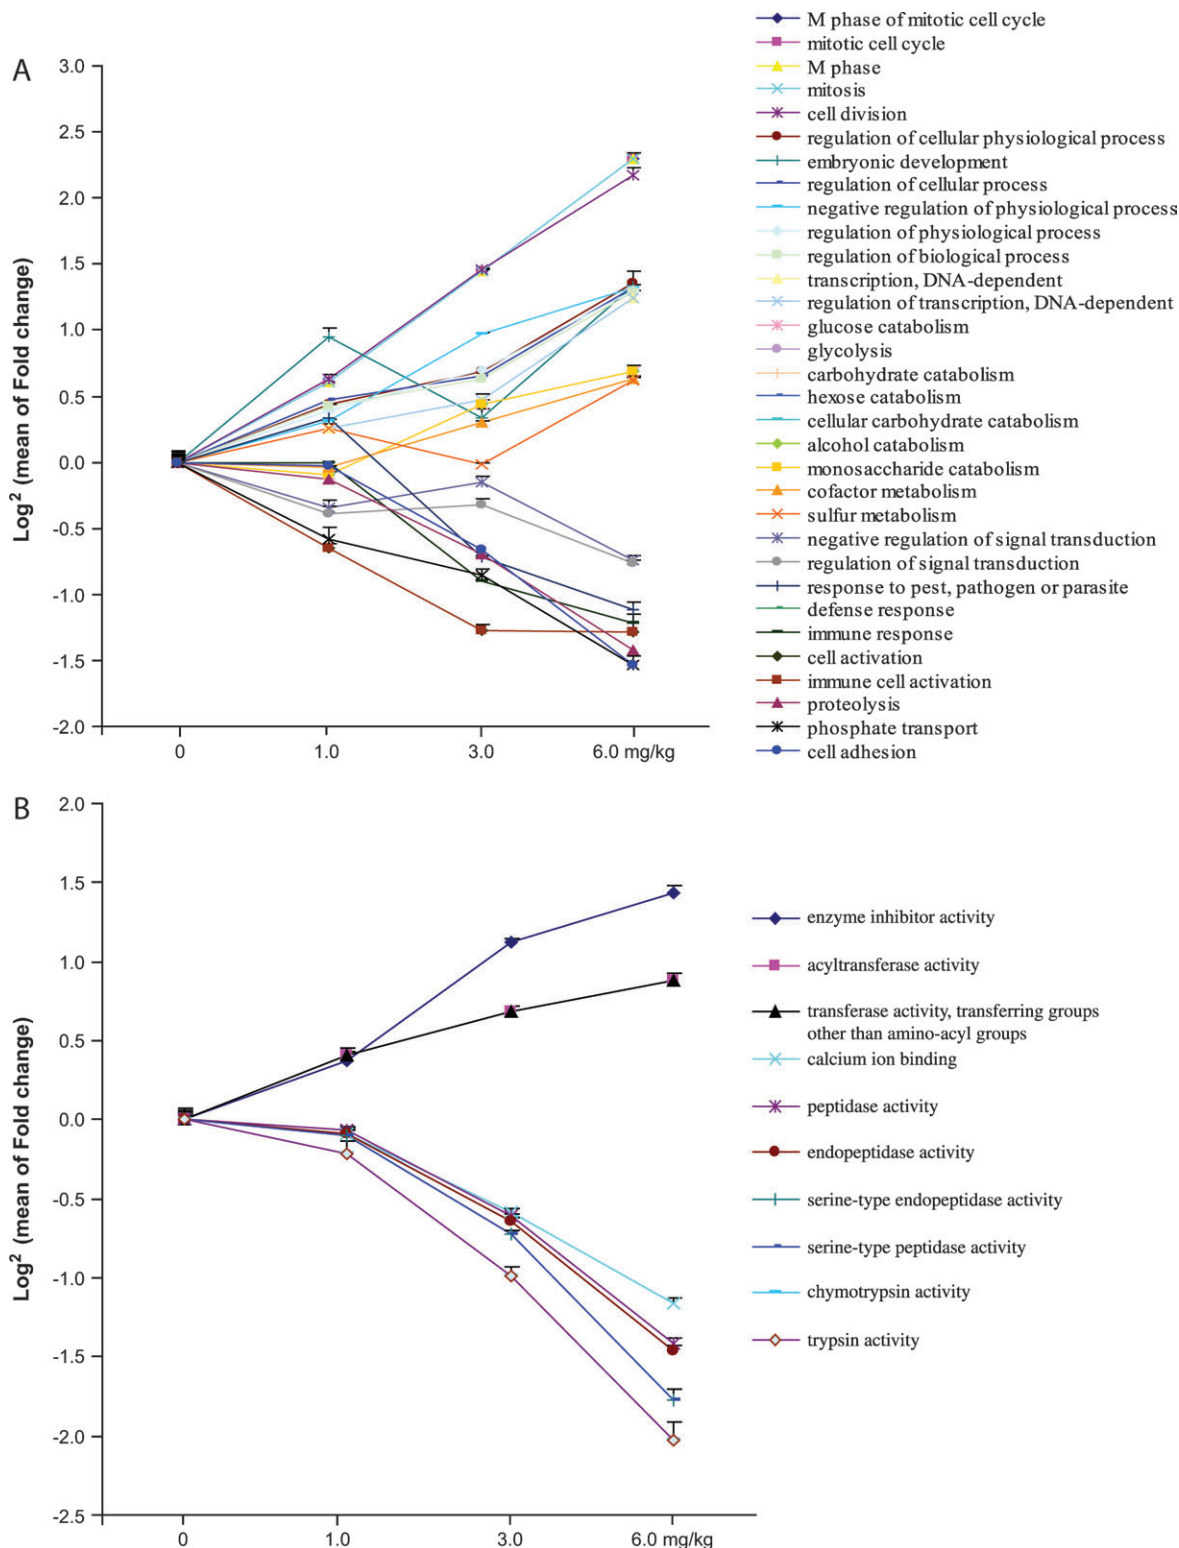 A
3.0
2.5
2.0
1.5
1.0
0.5
0.0
-0.5
-1.0
-1.5
-2.0
Log2 (mean of Fold change)
0 1.0 3.0 6.0 mg/kg
M phase of mitotic cell cycle
mitotic cell cycle
M phase
mitosis
cell division
regulation of cellular physiological process
embryonic development
regulation of cellular process
negative regulation of physiological process
regulation of physiological process
regulation of biological process
transcription, DNA-dependent
regulation of transcription, DNA-dependent
glucose catabolism
glycolysis
carbohydrate catabolism
hexose catabolism
cellular carbohydrate catabolism
alcohol catabolism
monosaccharide catabolism
cofactor metabolism
sulfur metabolism
negative regulation of signal transduction
regulation of signal transduction
response to pest, pathogen or parasite
defense response
immune response
cell activation
immune cell activation
proteolysis
phosphate transport
cell adhesion
B
2.0
1.5
1.0
0.5
0.0
-0.5
-1.0
-1.5
-2.0
-2.5
Log2 (mean of Fold change)
0 1.0 3.0 6.0 mg/kg
enzyme inhibitor activity
acyltransferase activity
transferase activity, transferring groups
other than amino-acyl groups
calcium ion binding
peptidase activity
endopeptidase activity
serine-type endopeptidase activity
serine-type peptidase activity
chymotrypsin activity
trypsin activity